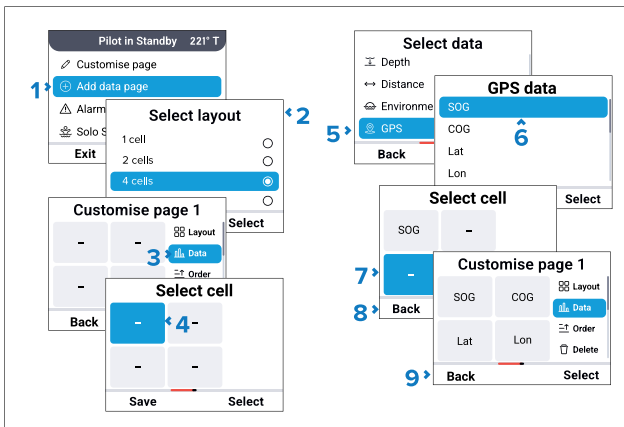 Pilot in Standby 221° T
Customise page
1
Add data page
Alarm
Solo S
Exit
Select layout
2
1 cell
2 cells
4 cells
Select
Customise page 1
- -
Layout
3
Data
Order
Back
Select cell
- 4 -
- -
Save Select
Select data
Depth
Distance
Environme
5
GPS
Back
GPS data
SOG
6
COG
Lat
Lon
Select
Select cell
SOG -
7
-
8
Back
Customise page 1
SOG COG
Layout
Data
Lat Lon
Order
Delete
9
Back Select